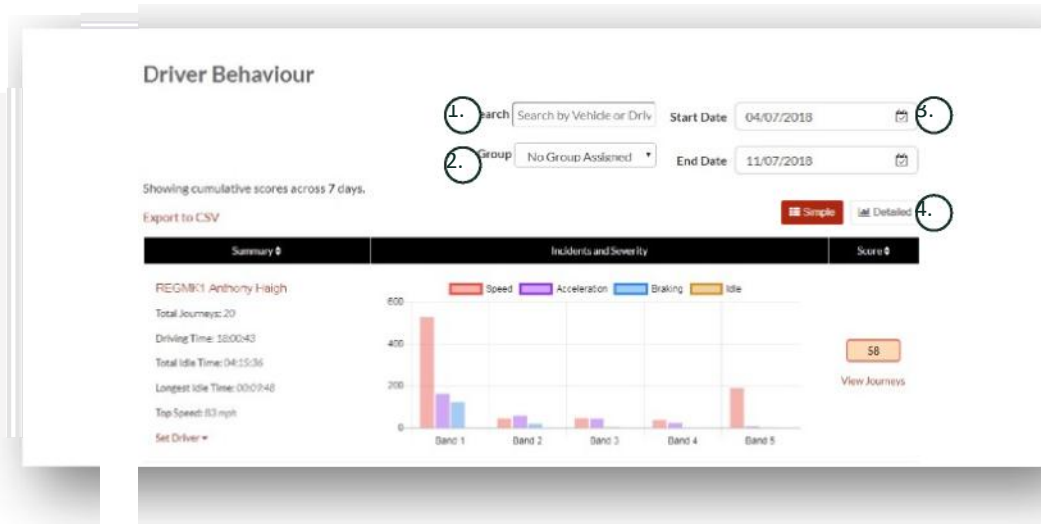 Driver Behaviour
1. earch Search by Vehicle or Driv Start Date 04/07/2018 3.
2. Group No Group Assigned End Date 11/07/2018
Showing cumulative scores across 7 days.
Export to CSV
Simple Detailed 4.
Summary Incidents and Severity Score
REGMK1 Anthony Haigh
Speed Acceleration Braking Idle
Total Journeys: 20
Driving Time: 18:00:43
Total Idle Time: 04:15:36
Longest Idle Time: 00:09:48
Top Speed: 83 mph
Set Driver
600
400
200
0
Band 1 Band 2 Band 3 Band 4 Band 5
58
View Journeys